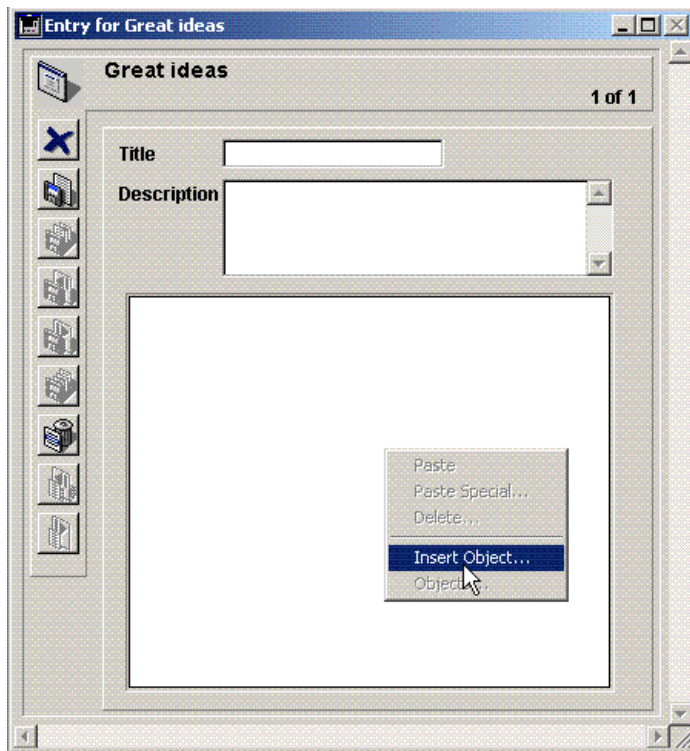 Entry for Great ideas
Great ideas
1 of 1
Title
Description
Paste
Paste Special...
Delete...
Insert Object...